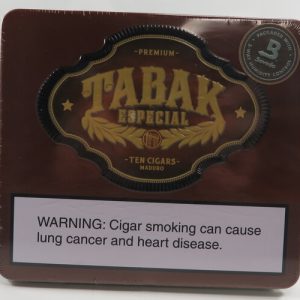 PREMIUM
TABAK
ESPECIAL
TEN CIGARS
MADURO
B
WARNING: Cigar smoking can cause
lung cancer and heart disease.